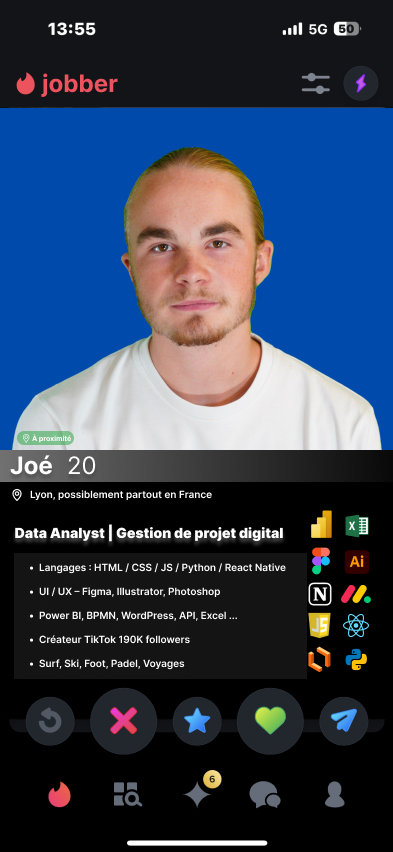 13:55
5G 50
jobber
À proximité
Joé 20
Lyon, possiblement partout en France
Data Analyst | Gestion de projet digital
• Langages : HTML / CSS / JS / Python / React Native
• UI / UX – Figma, Illustrator, Photoshop
• Power BI, BPMN, WordPress, API, Excel ...
• Créateur TikTok 190K followers
• Surf, Ski, Foot, Padel, Voyages
X
Ai
N
JS
6